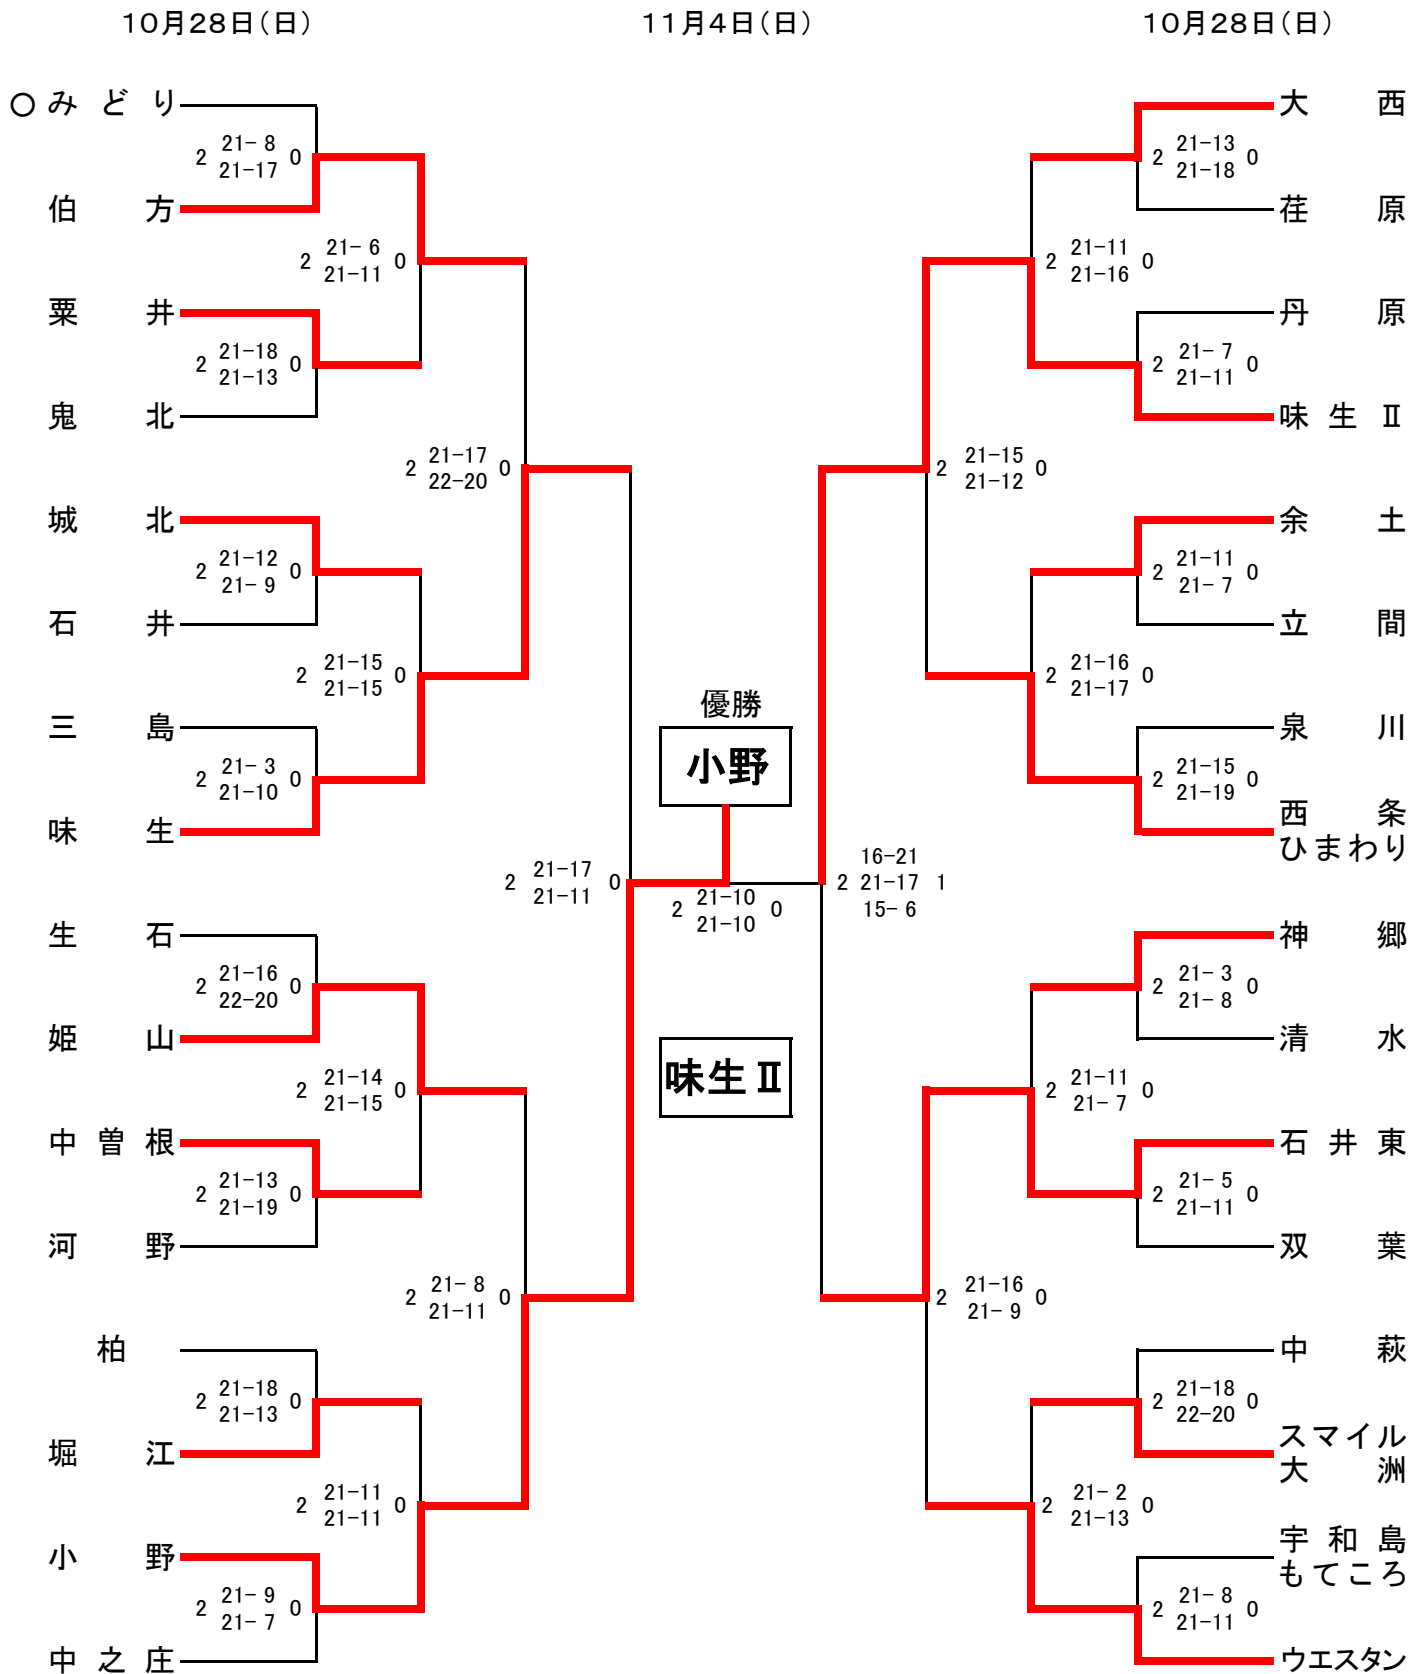 10月28日(日)
11月4日(日)
10月28日(日)
○みどり
2 21-8 0
21-17
伯方
2 21-6 0
21-11
粟井
2 21-18 0
21-13
鬼北
2 21-17 0
22-20
城北
2 21-12 0
21-9
石井
2 21-15 0
21-15
三島
2 21-3 0
21-10
味生
2 21-17 0
21-11
生石
2 21-16 0
22-20
姫山
2 21-14 0
21-15
中曽根
2 21-13 0
21-19
河野
2 21-8 0
21-11
柏
2 21-18 0
21-13
堀江
2 21-11 0
21-11
小野
2 21-9 0
21-7
中之庄
優勝
小野
2 21-10 0
21-10
味生Ⅱ
大西
2 21-13 0
21-18
荏原
2 21-11 0
21-16
丹原
2 21-7 0
21-11
味生Ⅱ
2 21-15 0
21-12
余土
2 21-11 0
21-7
立間
2 21-16 0
21-17
泉川
2 21-15 0
21-19
西条
ひまわり
16-21
2 21-17 1
15-6
神郷
2 21-3 0
21-8
清水
2 21-11 0
21-7
石井東
2 21-5 0
21-11
双葉
2 21-16 0
21-9
中萩
2 21-18 0
22-20
スマイル
大洲
2 21-2 0
21-13
宇和島
もてころ
2 21-8 0
21-11
ウエスタン